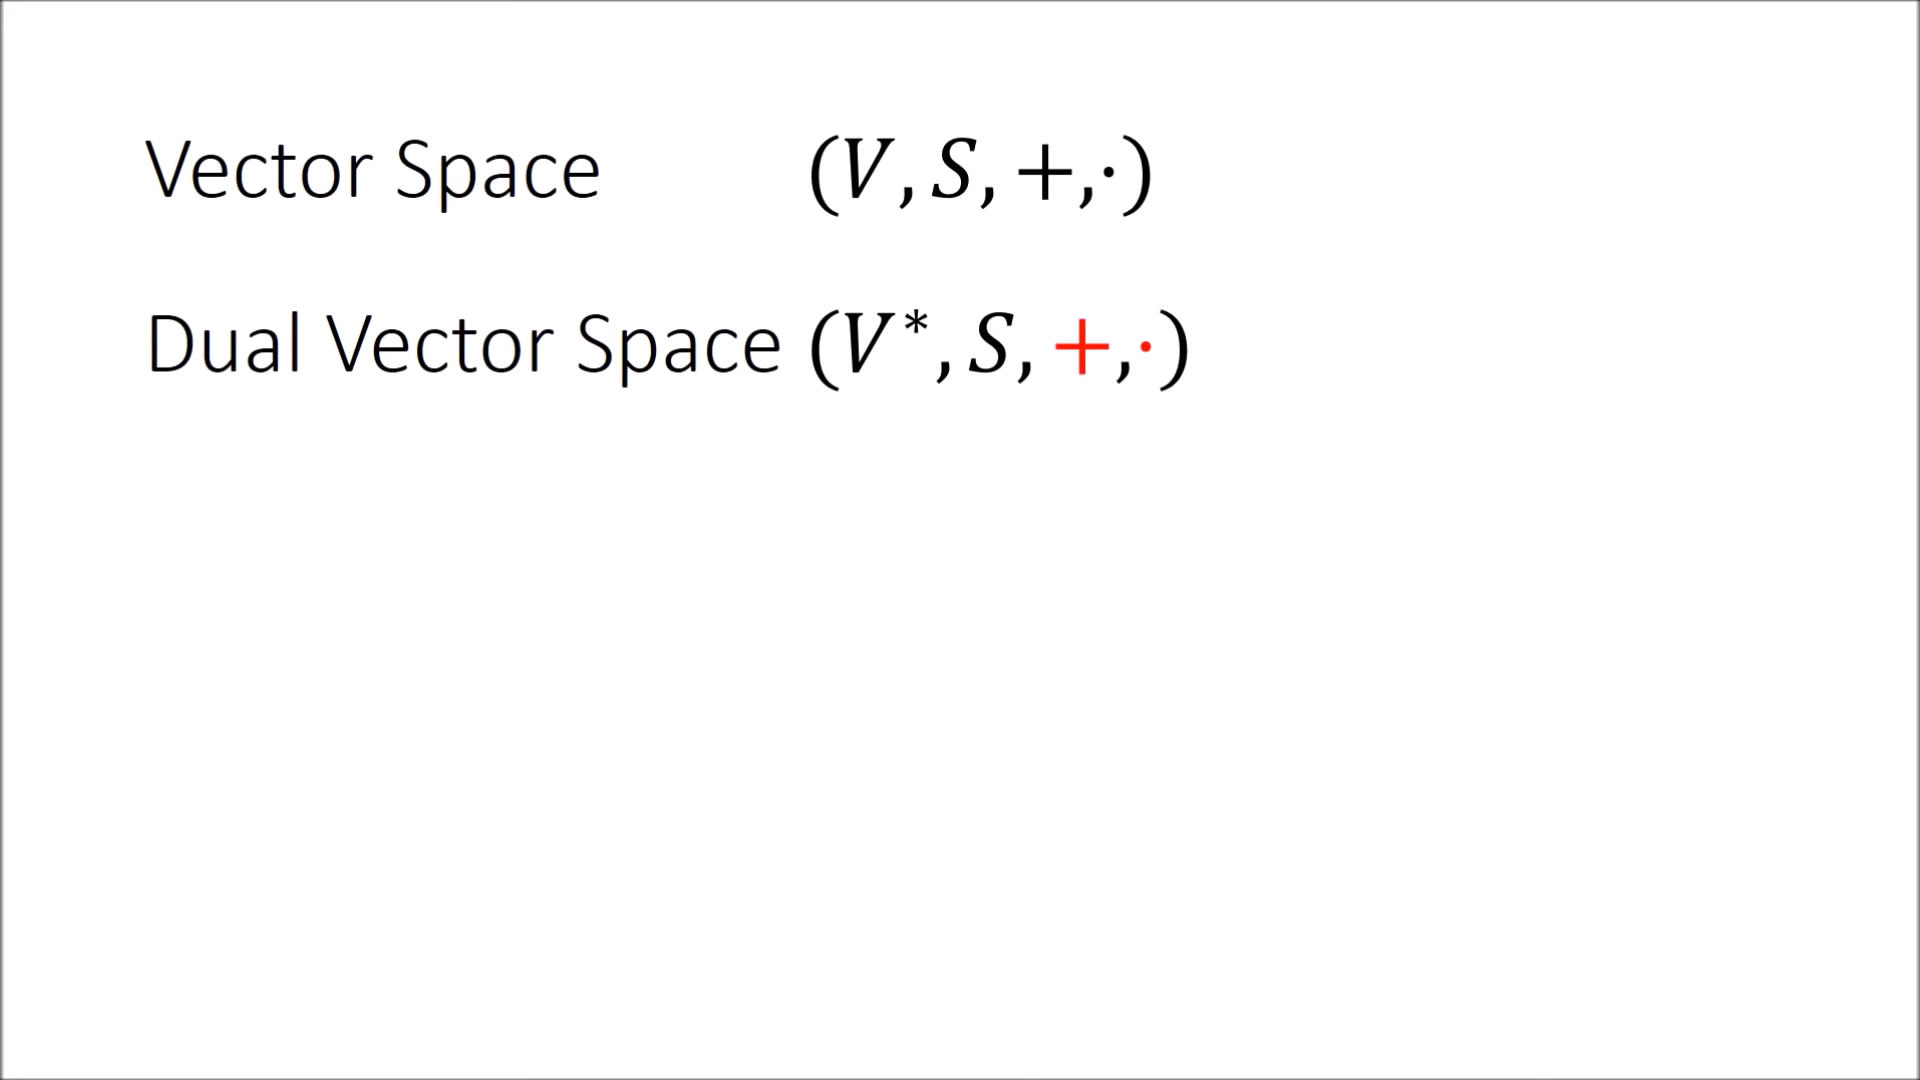 Vector Space (V, S, +,·)
Dual Vector Space (V*, S, +,·)